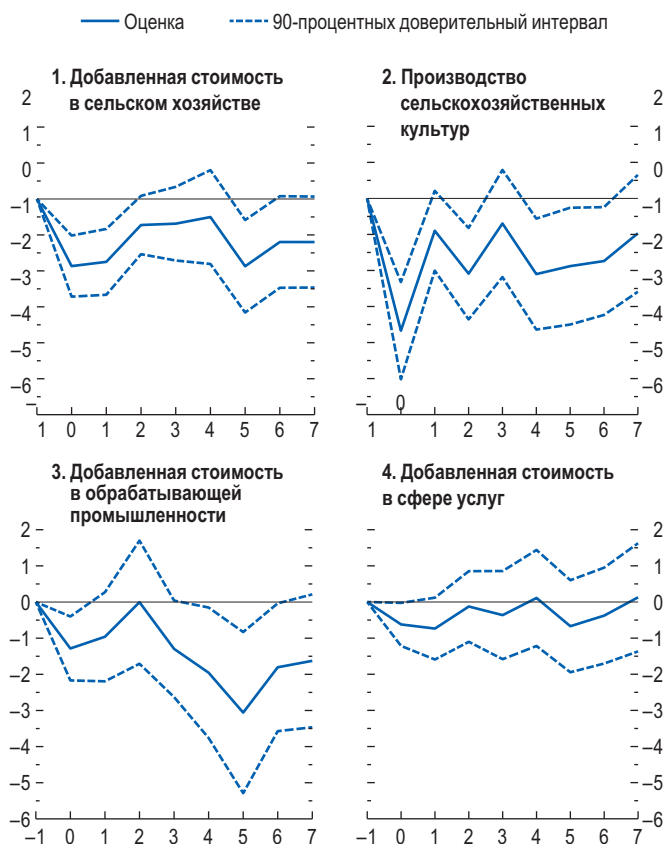 Оценка 90-процентных доверительный интервал
1. Добавленная стоимость
в сельском хозяйстве
2
1
0
–1
–2
–3
–4
–5
–6
–
1 0 1 2 3 4 5 6 7
2. Производство
сельскохозяйственных
культур
2
1
0
–1
–2
–3
–4
–5
–6
– 0
1 1 2 3 4 5 6 7
3. Добавленная стоимость
в обрабатывающей
промышленности
2
1
0
–1
–2
–3
–4
–5
–6
–1 0 1 2 3 4 5 6 7
4. Добавленная стоимость
в сфере услуг
2
1
0
–1
–2
–3
–4
–5
–6
–1 0 1 2 3 4 5 6 7